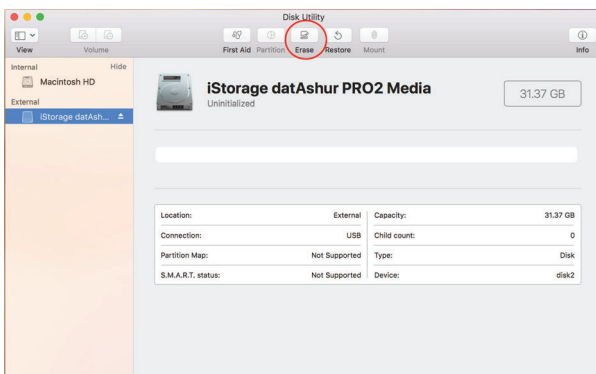 Disk Utility
View Volume First Aid Partition Erase Restore Mount Info
Internal Hide
Macintosh HD
External
iStorage datAsh...
iStorage datAshur PRO2 Media
Uninitialized
31.37 GB
Location: External Capacity: 31.37 GB
Connection: USB Child count: 0
Partition Map: Not Supported Type: Disk
S.M.A.R.T. status: Not Supported Device: disk2